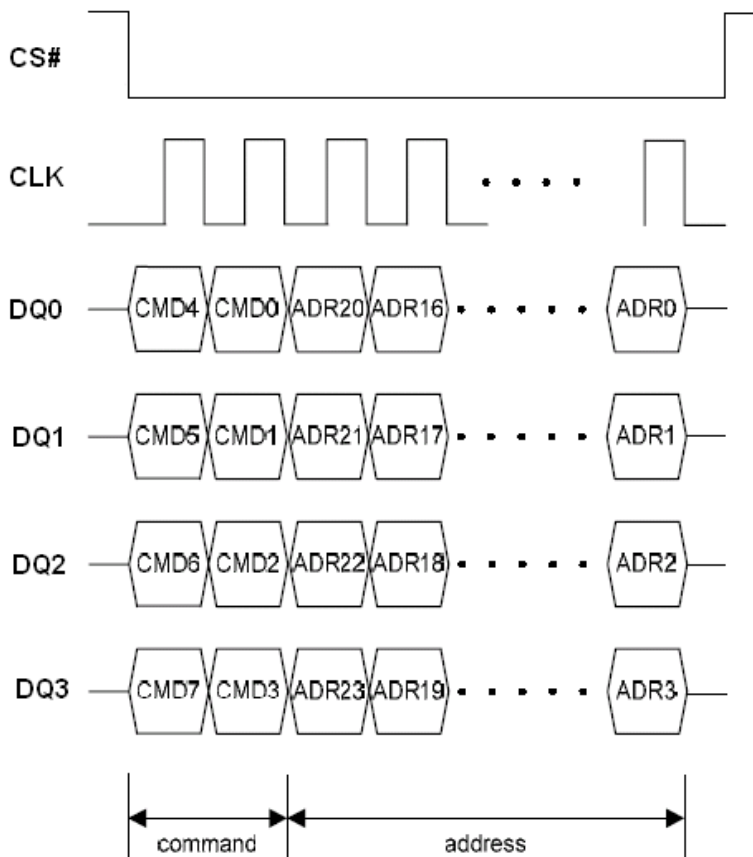 CS#
CLK
DQ0 CMD4 CMD0 ADR20 ADR16 ADR0
DQ1 CMD5 CMD1 ADR21 ADR17 ADR1
DQ2 CMD6 CMD2 ADR22 ADR18 ADR2
DQ3 CMD7 CMD3 ADR23 ADR19 ADR3
command address